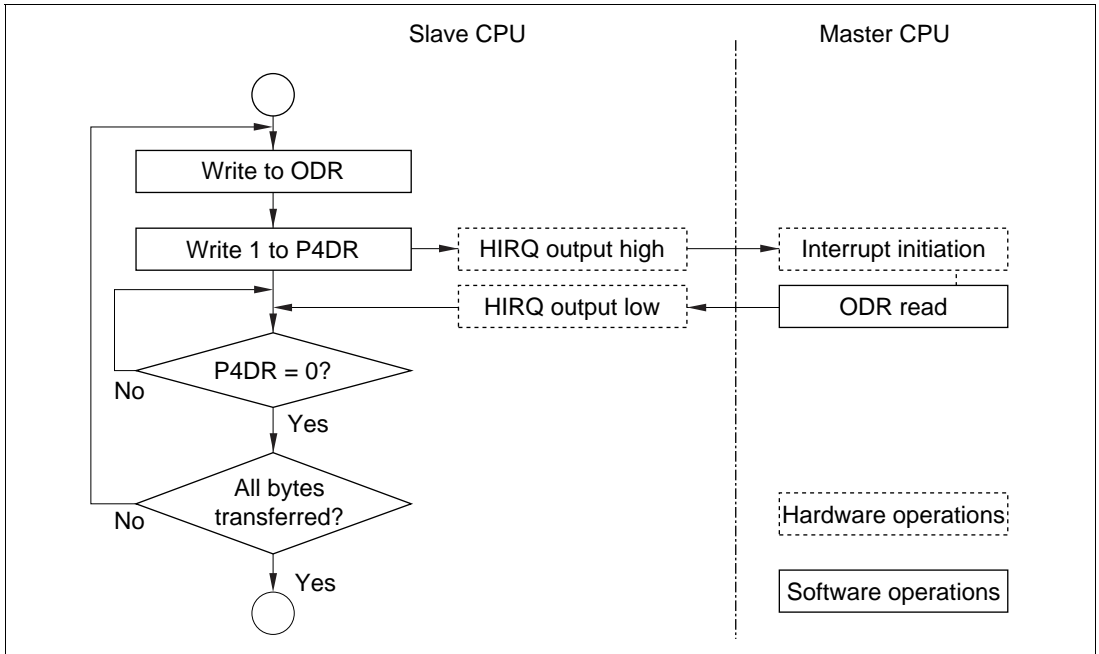 Slave CPU
Master CPU
Write to ODR
Write 1 to P4DR
HIRQ output high
Interrupt initiation
HIRQ output low
ODR read
P4DR = 0?
No
Yes
All bytes
transferred?
No
Yes
Hardware operations
Software operations